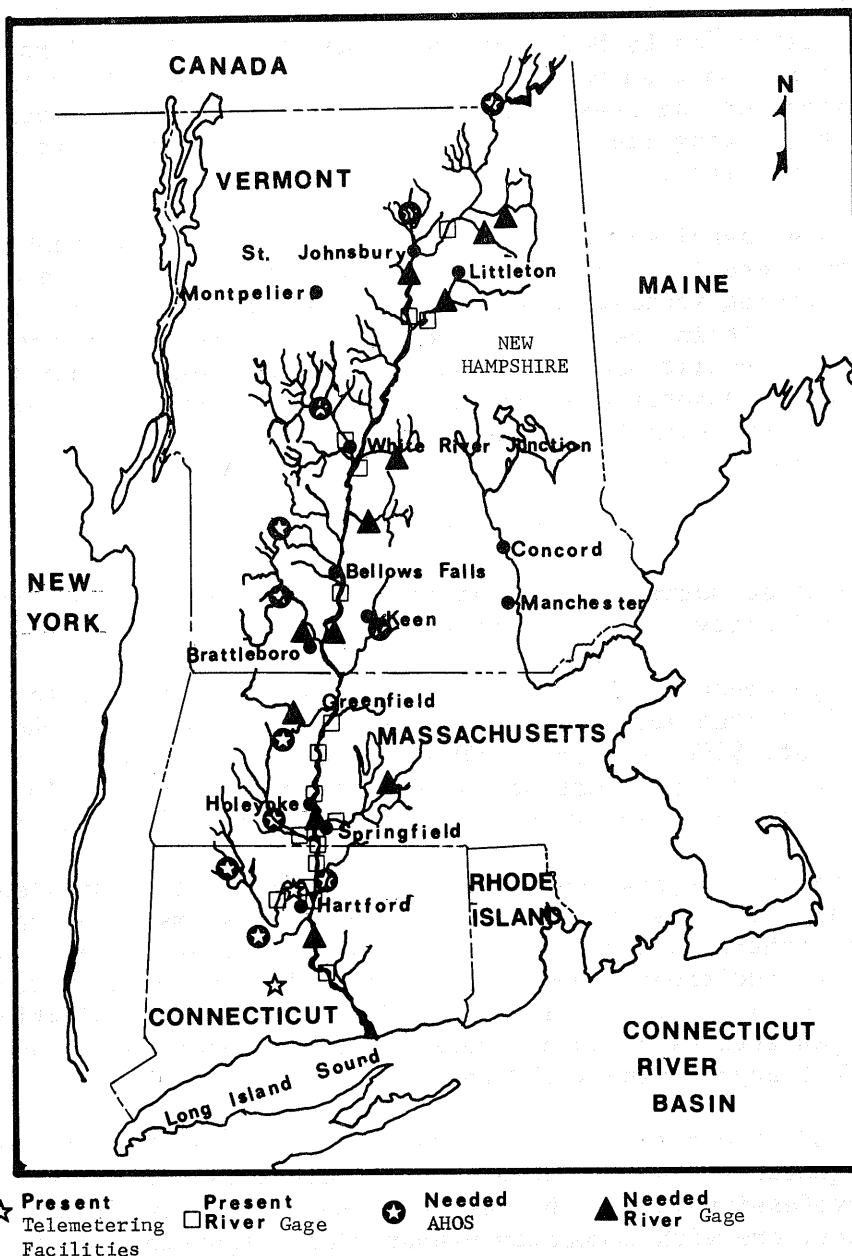 CANADA
N
VERMONT
St. Johnsbury
Littleton
Montpelier
MAINE
NEW
HAMPSHIRE
White River Junction
Concord
Bellows Falls
NEW
YORK
Manchester
Keen
Brattleboro
Greenfield
MASSACHUSETTS
Holeyoke
Springfield
RHODE
ISLAND
Hartford
CONNECTICUT
CONNECTICUT
RIVER
BASIN
Long Island Sound
Present
Telemetering
Facilities
Present
River Gage
Needed
AHOS
Needed
River Gage